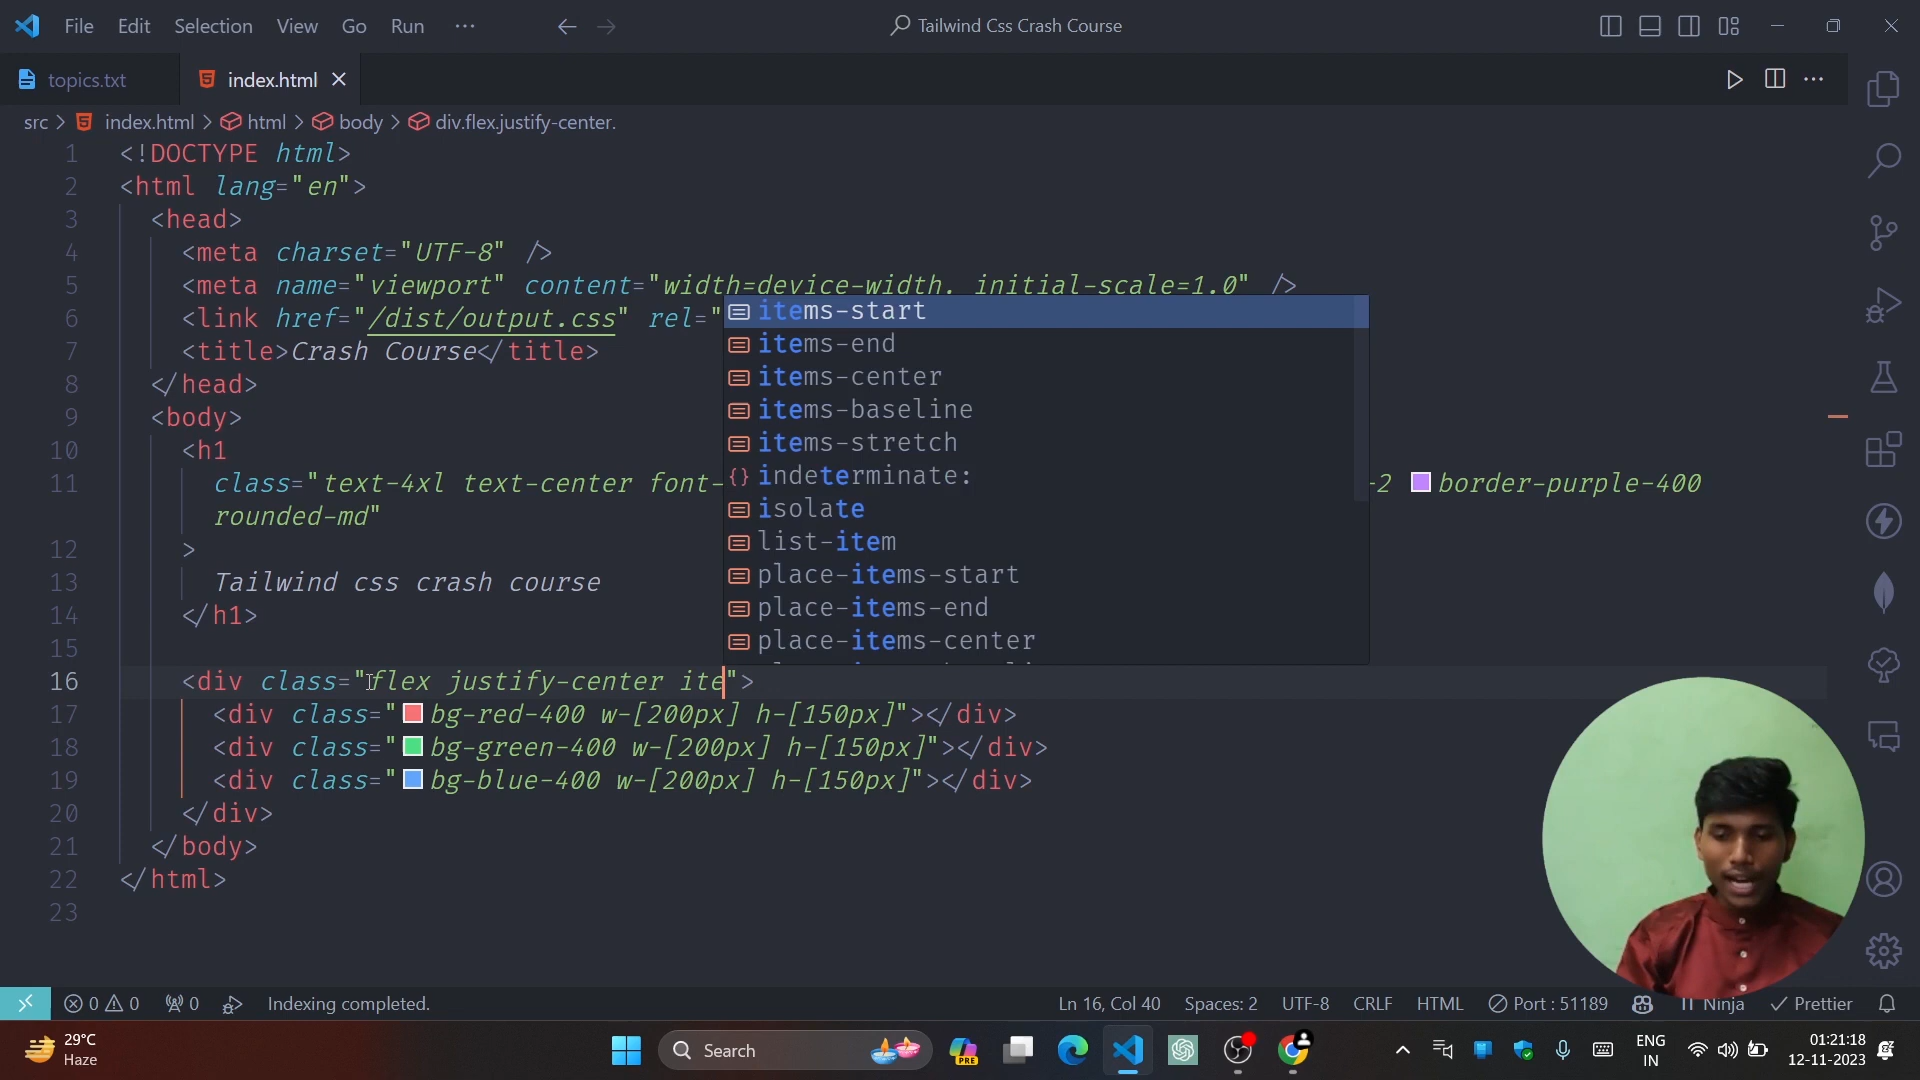 File Edit Selection View Go Run ··· Tailwind Css Crash Course
topics.txt index.html
src > index.html > html > body > div.flex.justify-center.
1 <!DOCTYPE html>
2 <html lang="en">
3 <head>
4 <meta charset="UTF-8" />
5 <meta name="viewport" content="width=device-width, initial-scale=1.0" />
6 <link href="/dist/output.css" rel="
7 <title>Crash Course</title>
8 </head>
9 <body>
10 <h1
11 class="text-4xl text-center font- -2 border-purple-400
rounded-md"
12 >
13 Tailwind css crash course
14 </h1>
15
16 <div class="flex justify-center ite">
17 <div class="bg-red-400 w-[200px] h-[150px]"></div>
18 <div class="bg-green-400 w-[200px] h-[150px]"></div>
19 <div class="bg-blue-400 w-[200px] h-[150px]"></div>
20 </div>
21 </body>
22 </html>
23
items-start
items-end
items-center
items-baseline
items-stretch
{} indeterminate:
isolate
list-item
place-items-start
place-items-end
place-items-center
0 0 0 Indexing completed. Ln 16, Col 40 Spaces: 2 UTF-8 CRLF HTML Port : 51189 Ninja Prettier
29°C
Haze
Search
PRE
ENG
IN
01:21:18
12-11-2023